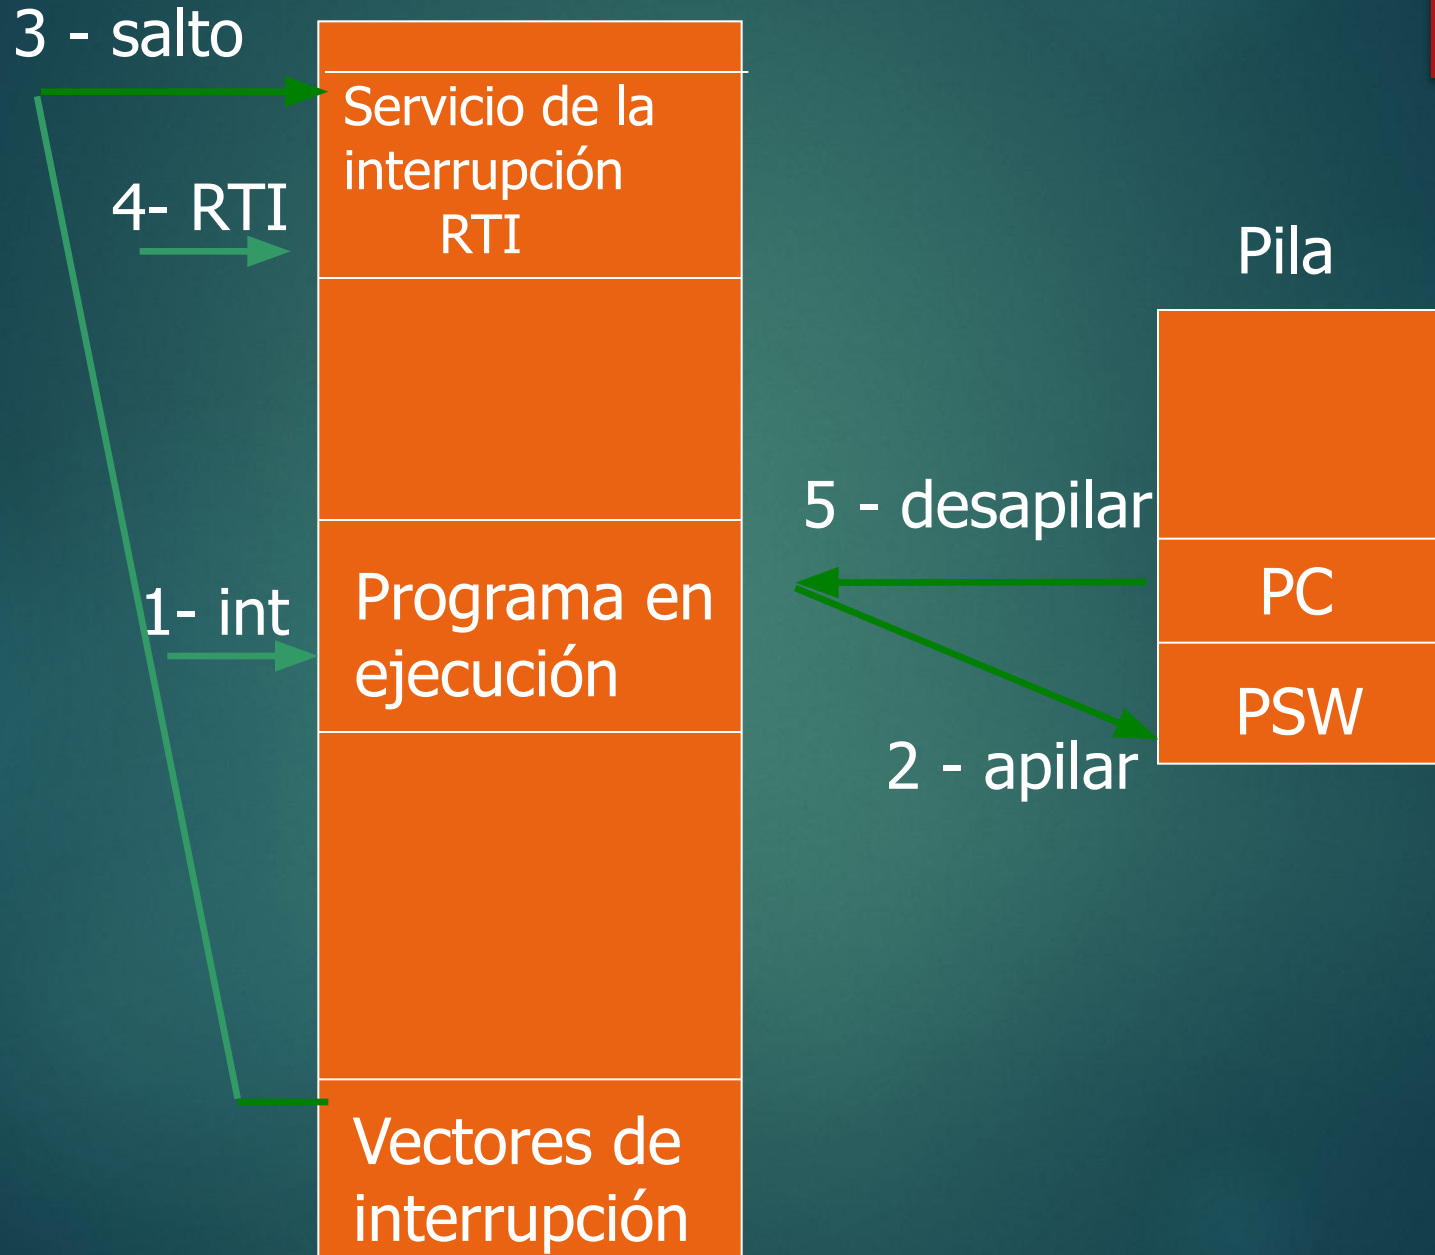 3 - salto
Servicio de la
interrupción
RTI
4- RTI
Pila
5 - desapilar
PC
1- int
Programa en
ejecución
PSW
2 - apilar
Vectores de
interrupción